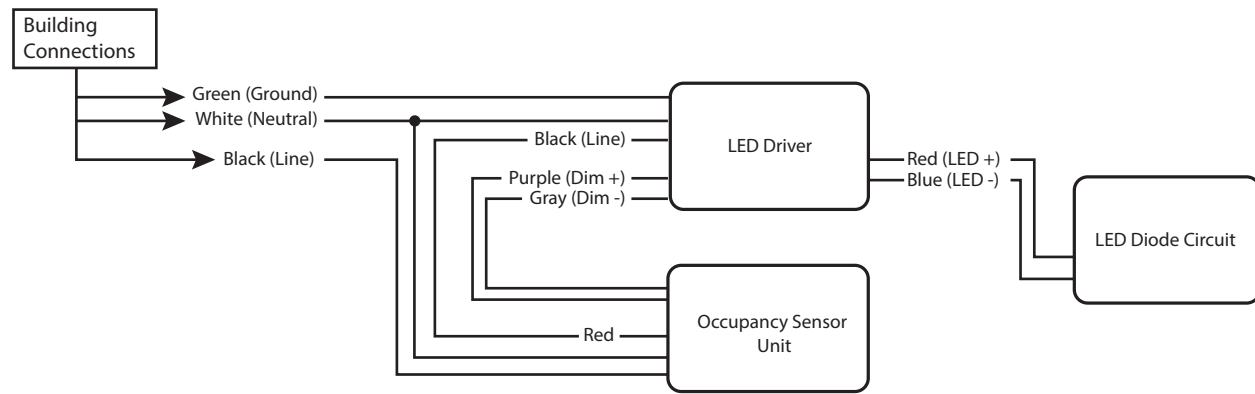 Building
Connections
Green (Ground)
White (Neutral)
Black (Line)
Black (Line)
Purple (Dim +)
Gray (Dim -)
LED Driver
Red (LED +)
Blue (LED -)
LED Diode Circuit
Red
Occupancy Sensor
Unit